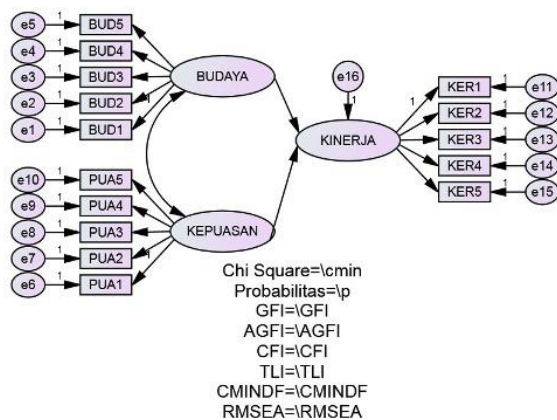 e5 1 BUD5
e4 1 BUD4
e3 1 BUD3
e2 1 BUD2
e1 1 BUD1
1
BUDAYA
e10 1 PUA5
e9 1 PUA4
e8 1 PUA3
e7 1 PUA2
e6 1 PUA1
1
KEPUASAN
e16
1
KINERJA
1
KER1 1 e11
KER2 1 e12
KER3 1 e13
KER4 1 e14
KER5 1 e15
Chi Square=\cmin
Probabilitas=\p
GFI=\GFI
AGFI=\AGFI
CFI=\CFI
TLI=\TLI
CMINDF=\CMINDF
RMSEA=\RMSEA